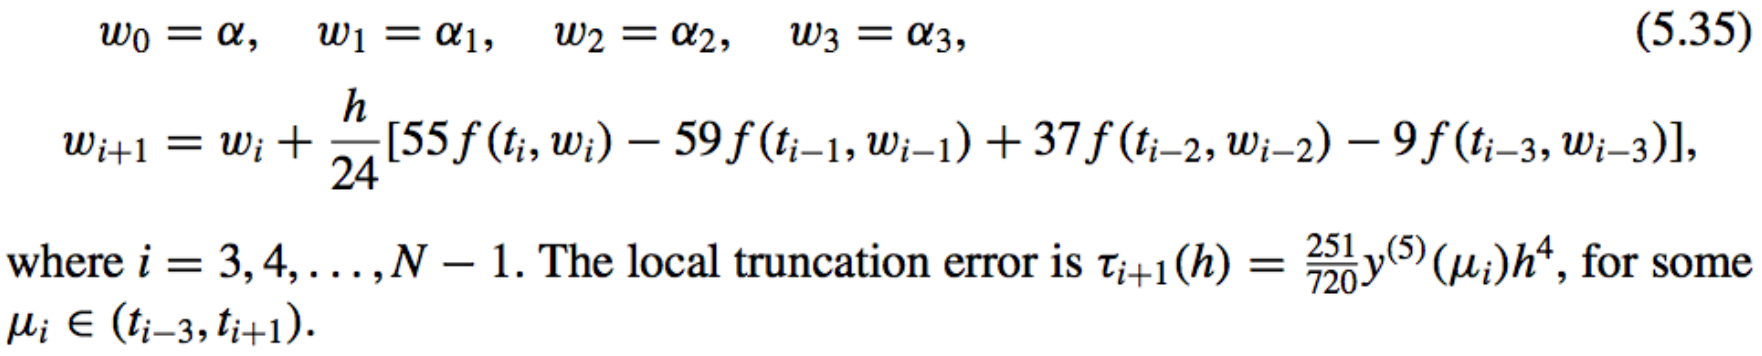 w₀ = α, w₁ = α₁, w₂ = α₂, w₃ = α₃, (5.35)
wᵢ₊₁ = wᵢ + h/24 [55f(tᵢ, wᵢ) − 59f(tᵢ₋₁, wᵢ₋₁) + 37f(tᵢ₋₂, wᵢ₋₂) − 9f(tᵢ₋₃, wᵢ₋₃)],
where i = 3, 4, . . . , N − 1. The local truncation error is τᵢ₊₁(h) = 251/720 y⁽⁵⁾(μᵢ)h⁴, for some
μᵢ ∈ (tᵢ₋₃, tᵢ₊₁).